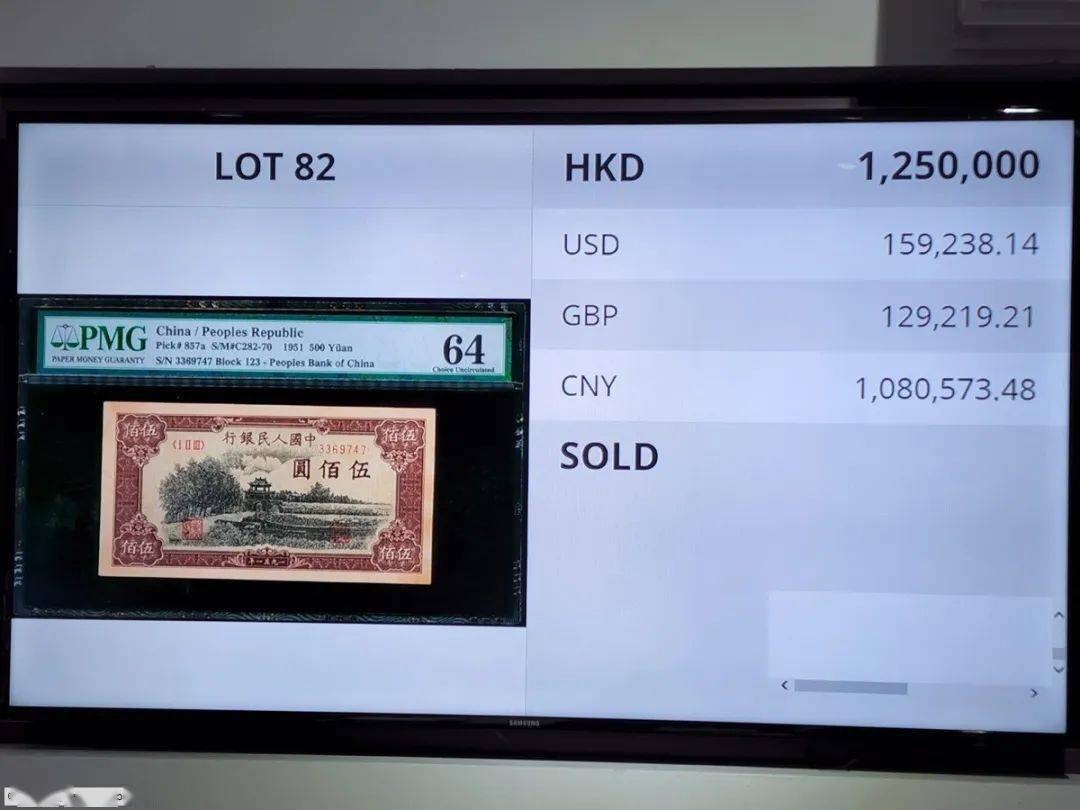 LOT 82
HKD 1,250,000
USD 159,238.14
GBP 129,219.21
CNY 1,080,573.48
SOLD
PMG
PAPER MONEY GUARANTY
China / Peoples Republic
Pick# 857a S/M#C282-70 1951 500 Yüan
S/N 3369747 Block 123 - Peoples Bank of China
64
Choice Uncirculated
佰伍
行銀民人國中
佰伍
〈I II III〉
3369747
圓佰伍
佰伍
佰伍
SAMSUNG